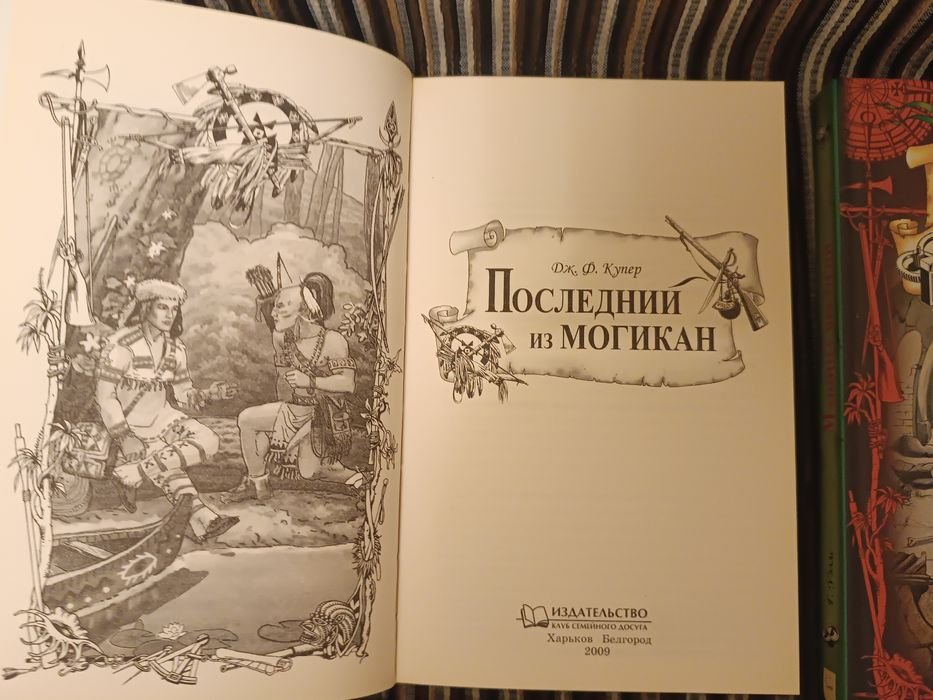 Дж. Ф. Купер
Последний
из могикан
ИЗДАТЕЛЬСТВО
КЛУБ СЕМЕЙНОГО ДОСУГА
Харьков Белгород
2009